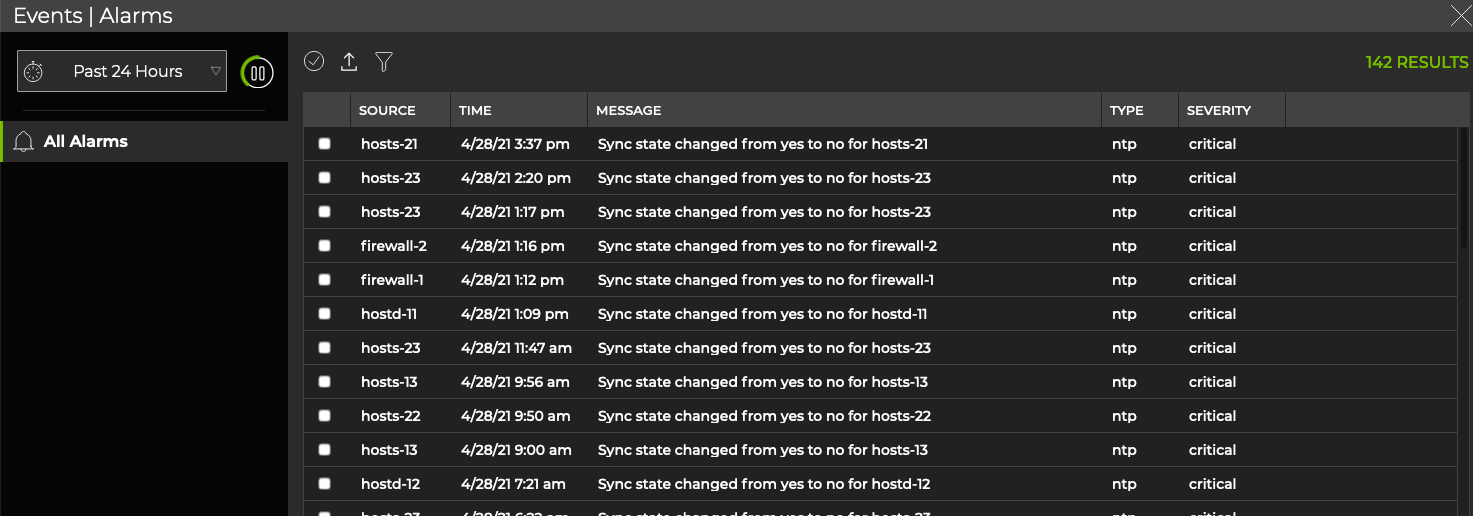 Events | Alarms
Past 24 Hours
142 RESULTS
All Alarms
SOURCE TIME MESSAGE TYPE SEVERITY
hosts-21 4/28/21 3:37 pm Sync state changed from yes to no for hosts-21 ntp critical
hosts-23 4/28/21 2:20 pm Sync state changed from yes to no for hosts-23 ntp critical
hosts-23 4/28/21 1:17 pm Sync state changed from yes to no for hosts-23 ntp critical
firewall-2 4/28/21 1:16 pm Sync state changed from yes to no for firewall-2 ntp critical
firewall-1 4/28/21 1:12 pm Sync state changed from yes to no for firewall-1 ntp critical
hostd-11 4/28/21 1:09 pm Sync state changed from yes to no for hostd-11 ntp critical
hosts-23 4/28/21 11:47 am Sync state changed from yes to no for hosts-23 ntp critical
hosts-13 4/28/21 9:56 am Sync state changed from yes to no for hosts-13 ntp critical
hosts-22 4/28/21 9:50 am Sync state changed from yes to no for hosts-22 ntp critical
hosts-13 4/28/21 9:00 am Sync state changed from yes to no for hosts-13 ntp critical
hostd-12 4/28/21 7:21 am Sync state changed from yes to no for hostd-12 ntp critical